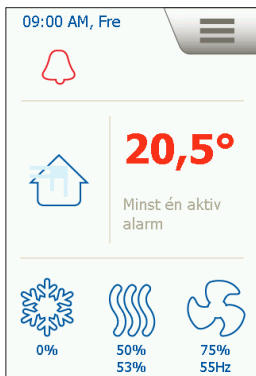 09:00 AM, Fre
20,5°
Minst én aktiv
alarm
0% 50% 75%
53% 55Hz